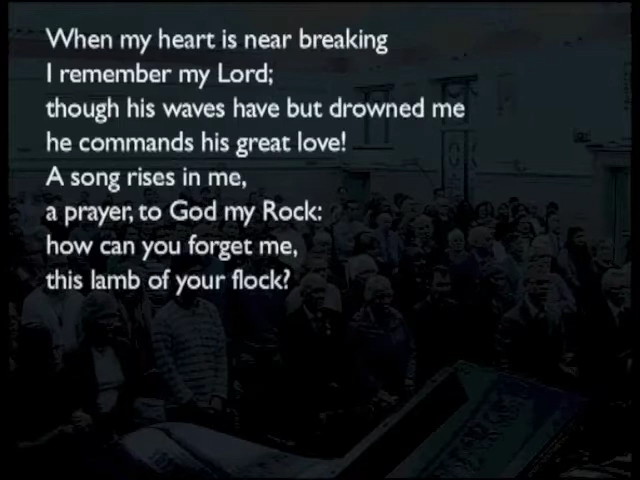 When my heart is near breaking
I remember my Lord;
though his waves have but drowned me
he commands his great love!
A song rises in me,
a prayer, to God my Rock:
how can you forget me,
this lamb of your flock?